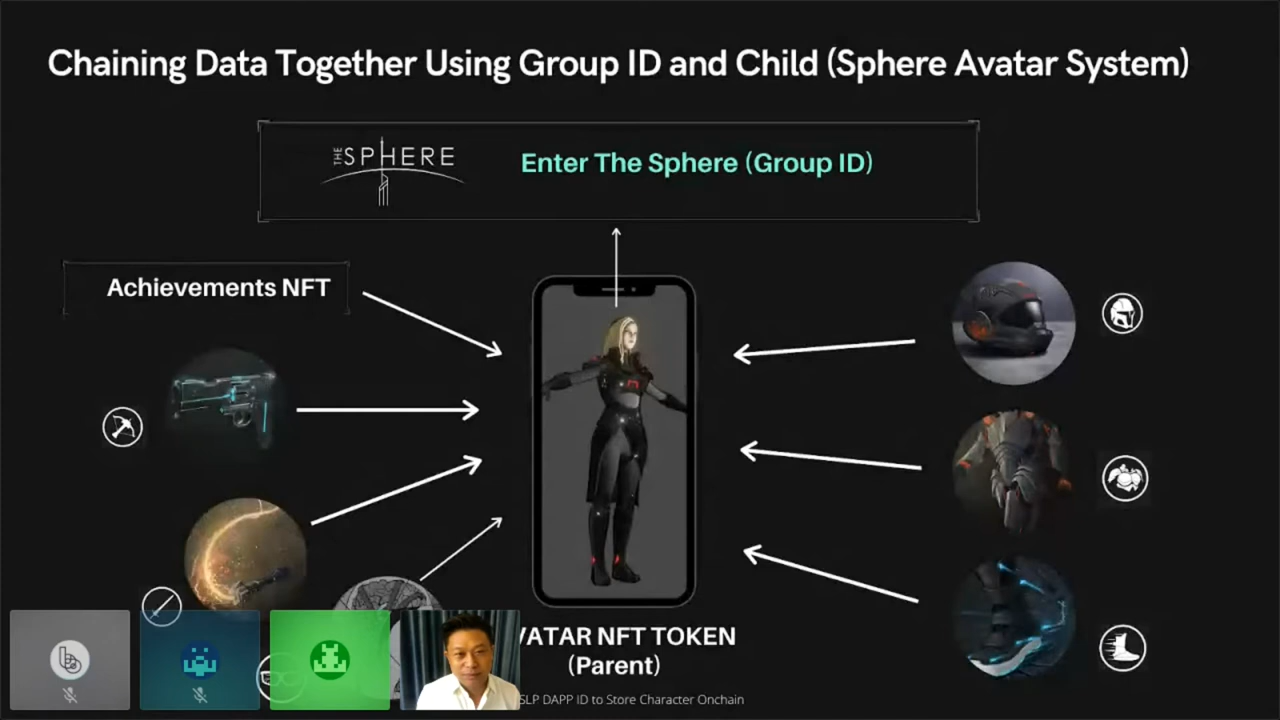 Chaining Data Together Using Group ID and Child (Sphere Avatar System)
THE SPHERE
Enter The Sphere (Group ID)
Achievements NFT
VATAR NFT TOKEN
(Parent)
SLP DAPP ID to Store Character Onchain